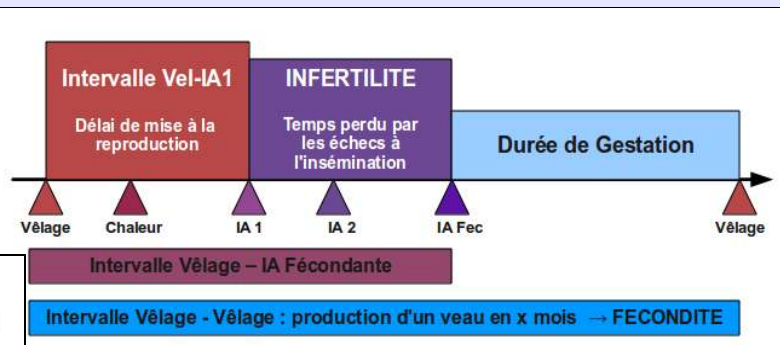 Intervalle Vel-IA1
Délai de mise à la
reproduction
INFERTILITE
Temps perdu par
les échecs à
l'insémination
Durée de Gestation
Vêlage
Chaleur
IA 1
IA 2
IA Fec
Vêlage
Intervalle Vêlage – IA Fécondante
Intervalle Vêlage - Vêlage : production d'un veau en x mois → FECONDITE